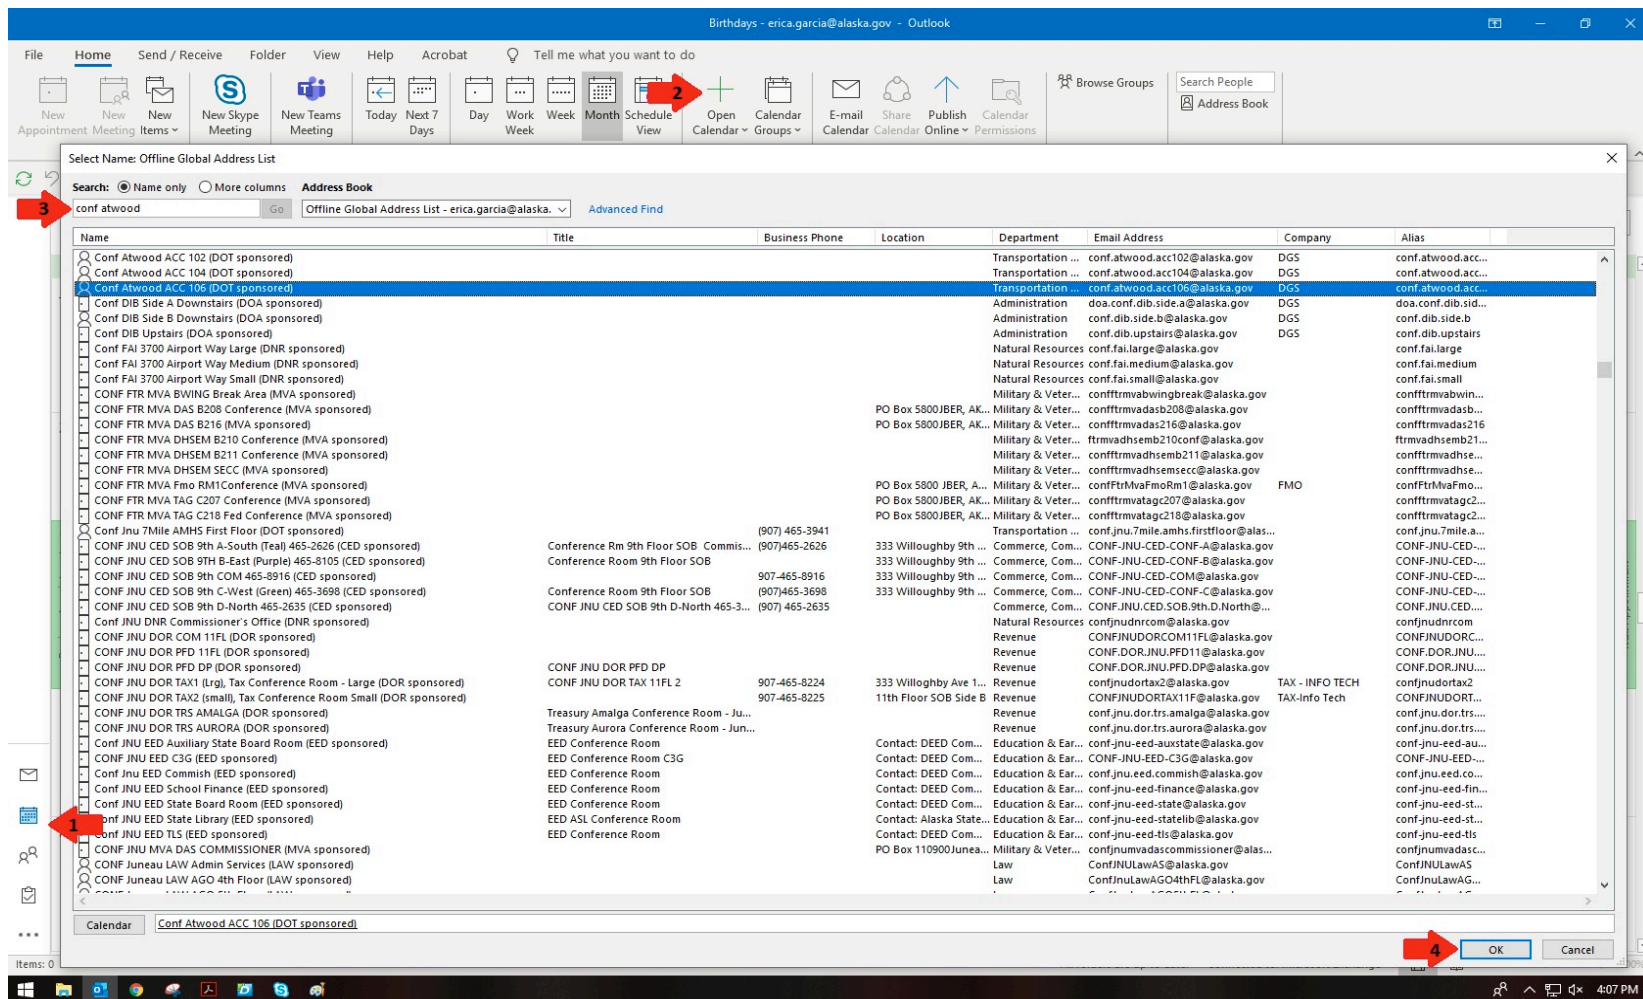 Birthdays - erica.garcia@alaska.gov - Outlook
File Home Send / Receive Folder View Help Acrobat Tell me what you want to do
New Appointment
New Meeting
New Items
New Skype Meeting
New Teams Meeting
Today
Next 7 Days
Day
Work Week
Week
Month
Schedule View
2
Open Calendar
Calendar Groups
E-mail Calendar
Share Calendar
Publish Online
Calendar Permissions
Browse Groups
Search People
Address Book
Select Name: Offline Global Address List
Search: Name only More columns Address Book
3 conf atwood Go Offline Global Address List - erica.garcia@alaska. Advanced Find
Name Title Business Phone Location Department Email Address Company Alias
Conf Atwood ACC 102 (DOT sponsored) Transportation ... conf.atwood.acc102@alaska.gov DGS conf.atwood.acc...
Conf Atwood ACC 104 (DOT sponsored) Transportation ... conf.atwood.acc104@alaska.gov DGS conf.atwood.acc...
Conf Atwood ACC 106 (DOT sponsored) Transportation ... conf.atwood.acc106@alaska.gov DGS conf.atwood.acc...
Conf DIB Side A Downstairs (DOA sponsored) Administration doa.conf.dib.side.a@alaska.gov DGS doa.conf.dib.sid...
Conf DIB Side B Downstairs (DOA sponsored) Administration conf.dib.side.b@alaska.gov DGS conf.dib.side.b
Conf DIB Upstairs (DOA sponsored) Administration conf.dib.upstairs@alaska.gov DGS conf.dib.upstairs
Conf FAI 3700 Airport Way Large (DNR sponsored) Natural Resources conf.fai.large@alaska.gov conf.fai.large
Conf FAI 3700 Airport Way Medium (DNR sponsored) Natural Resources conf.fai.medium@alaska.gov conf.fai.medium
Conf FAI 3700 Airport Way Small (DNR sponsored) Natural Resources conf.fai.small@alaska.gov conf.fai.small
CONF FTR MVA BWING Break Area (MVA sponsored) Military & Veter... confftrmvabwingbreak@alaska.gov confftrmvabwin...
CONF FTR MVA DAS B208 Conference (MVA sponsored) PO Box 5800JBER, AK... Military & Veter... confftrmvadasb208@alaska.gov confftrmvadasb...
CONF FTR MVA DAS B216 (MVA sponsored) PO Box 5800JBER, AK... Military & Veter... confftrmvadas216@alaska.gov confftrmvadas216
CONF FTR MVA DHSEM B210 Conference (MVA sponsored) Military & Veter... ftrmvadhsemb210conf@alaska.gov ftrmvadhsemb21...
CONF FTR MVA DHSEM B211 Conference (MVA sponsored) Military & Veter... confftrmvadhsemb211@alaska.gov confftrmvadhse...
CONF FTR MVA DHSEM SECC (MVA sponsored) Military & Veter... confftrmvadhsemsecc@alaska.gov confftrmvadhse...
CONF FTR MVA Fmo RM1Conference (MVA sponsored) PO Box 5800 JBER, A... Military & Veter... confFtrMvaFmoRm1@alaska.gov FMO confFtrMvaFmo...
CONF FTR MVA TAG C207 Conference (MVA sponsored) PO Box 5800JBER, AK... Military & Veter... confftrmvatagc207@alaska.gov confftrmvatagc2...
CONF FTR MVA TAG C218 Fed Conference (MVA sponsored) PO Box 5800JBER, AK... Military & Veter... confftrmvatagc218@alaska.gov confftrmvatagc2...
Conf Jnu 7Mile AMHS First Floor (DOT sponsored) (907) 465-3941 Transportation ... conf.jnu.7mile.amhs.firstfloor@alas... conf.jnu.7mile.a...
CONF JNU CED SOB 9th A-South (Teal) 465-2626 (CED sponsored) Conference Rm 9th Floor SOB Commis... (907)465-2626 333 Willoughby 9th ... Commerce, Com... CONF-JNU-CED-CONF-A@alaska.gov CONF-JNU-CED-...
CONF JNU CED SOB 9TH B-East (Purple) 465-8105 (CED sponsored) Conference Room 9th Floor SOB 333 Willoughby 9th ... Commerce, Com... CONF-JNU-CED-CONF-B@alaska.gov CONF-JNU-CED-...
CONF JNU CED SOB 9th COM 465-8916 (CED sponsored) 907-465-8916 333 Willoughby 9th ... Commerce, Com... CONF-JNU-CED-COM@alaska.gov CONF-JNU-CED-...
CONF JNU CED SOB 9th C-West (Green) 465-3698 (CED sponsored) Conference Room 9th Floor SOB (907)465-3698 333 Willoughby 9th ... Commerce, Com... CONF-JNU-CED-CONF-C@alaska.gov CONF-JNU-CED-...
CONF JNU CED SOB 9th D-North 465-2635 (CED sponsored) CONF JNU CED SOB 9th D-North 465-3... (907) 465-2635 Commerce, Com... CONF.JNU.CED.SOB.9th.D.North@... CONF.JNU.CED....
Conf JNU DNR Commissioner's Office (DNR sponsored) Natural Resources confjnudnrcom@alaska.gov confjnudnrcom
CONF JNU DOR COM 11FL (DOR sponsored) Revenue CONFJNUDORCOM11FL@alaska.gov CONFJNUDORC...
CONF JNU DOR PFD 11FL (DOR sponsored) Revenue CONF.DOR.JNU.PFD11@alaska.gov CONF.DOR.JNU....
CONF JNU DOR PFD DP (DOR sponsored) CONF JNU DOR PFD DP Revenue CONF.DOR.JNU.PFD.DP@alaska.gov CONF.DOR.JNU....
CONF JNU DOR TAX1 (Lrg), Tax Conference Room - Large (DOR sponsored) CONF JNU DOR TAX 11FL 2 907-465-8224 333 Willoghby Ave 1... Revenue confjnudortax2@alaska.gov TAX - INFO TECH confjnudortax2
CONF JNU DOR TAX2 (small), Tax Conference Room Small (DOR sponsored) 907-465-8225 11th Floor SOB Side B Revenue CONFJNUDORTAX11F@alaska.gov TAX-Info Tech CONFJNUDORT...
CONF JNU DOR TRS AMALGA (DOR sponsored) Treasury Amalga Conference Room - Ju... Revenue conf.jnu.dor.trs.amalga@alaska.gov conf.jnu.dor.trs....
CONF JNU DOR TRS AURORA (DOR sponsored) Treasury Aurora Conference Room - Jun... Revenue conf.jnu.dor.trs.aurora@alaska.gov conf.jnu.dor.trs....
Conf JNU EED Auxiliary State Board Room (EED sponsored) EED Conference Room Contact: DEED Com... Education & Ear... conf-jnu-eed-auxstate@alaska.gov conf-jnu-eed-au...
CONF JNU EED C3G (EED sponsored) EED Conference Room C3G Contact: DEED Com... Education & Ear... CONF-JNU-EED-C3G@alaska.gov CONF-JNU-EED-...
Conf Jnu EED Commish (EED sponsored) EED Conference Room Contact: DEED Com... Education & Ear... conf.jnu.eed.commish@alaska.gov conf.jnu.eed.co...
Conf JNU EED School Finance (EED sponsored) EED Conference Room Contact: DEED Com... Education & Ear... conf-jnu-eed-finance@alaska.gov conf-jnu-eed-fin...
Conf JNU EED State Board Room (EED sponsored) EED Conference Room Contact: DEED Com... Education & Ear... conf-jnu-eed-state@alaska.gov conf-jnu-eed-st...
Conf JNU EED State Library (EED sponsored) EED ASL Conference Room Contact: Alaska State... Education & Ear... conf-jnu-eed-statelib@alaska.gov conf-jnu-eed-st...
1 Conf JNU EED TLS (EED sponsored) EED Conference Room Contact: DEED Com... Education & Ear... conf-jnu-eed-tls@alaska.gov conf-jnu-eed-tls
CONF JNU MVA DAS COMMISSIONER (MVA sponsored) PO Box 110900Junea... Military & Veter... confjnumvadascommissioner@alas... confjnumvadasc...
CONF Juneau LAW Admin Services (LAW sponsored) Law ConfJNULawAS@alaska.gov ConfJNULawAS
CONF Juneau LAW AGO 4th Floor (LAW sponsored) Law ConfJnuLawAGO4thFL@alaska.gov ConfJnuLawAG...
Calendar Conf Atwood ACC 106 (DOT sponsored)
4 OK Cancel
Items: 0
4:07 PM